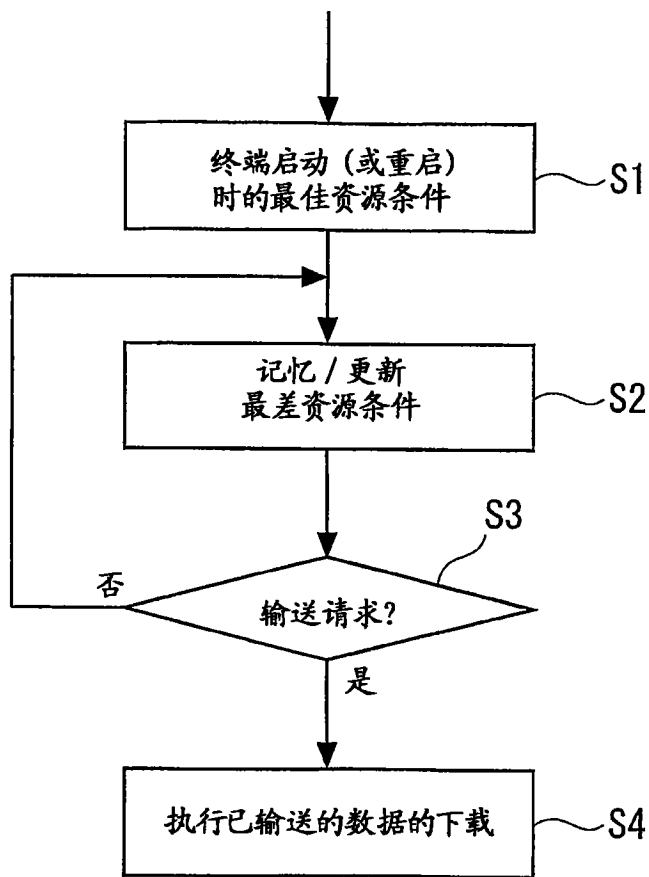 终端启动（或重启）
时的最佳资源条件
S1
记忆 / 更新
最差资源条件
S2
S3
输送请求?
否
是
执行已输送的数据的下载
S4